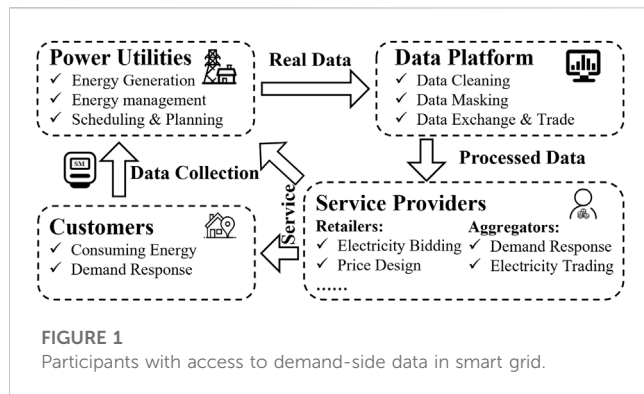 Power Utilities
✓ Energy Generation
✓ Energy management
✓ Scheduling & Planning
Real Data
Data Platform
✓ Data Cleaning
✓ Data Masking
✓ Data Exchange & Trade
SM
Data Collection
Processed Data
Service
Customers
✓ Consuming Energy
✓ Demand Response
Service Providers
Retailers:
✓ Electricity Bidding
✓ Price Design
......
Aggregators:
✓ Demand Response
✓ Electricity Trading
FIGURE 1
Participants with access to demand-side data in smart grid.